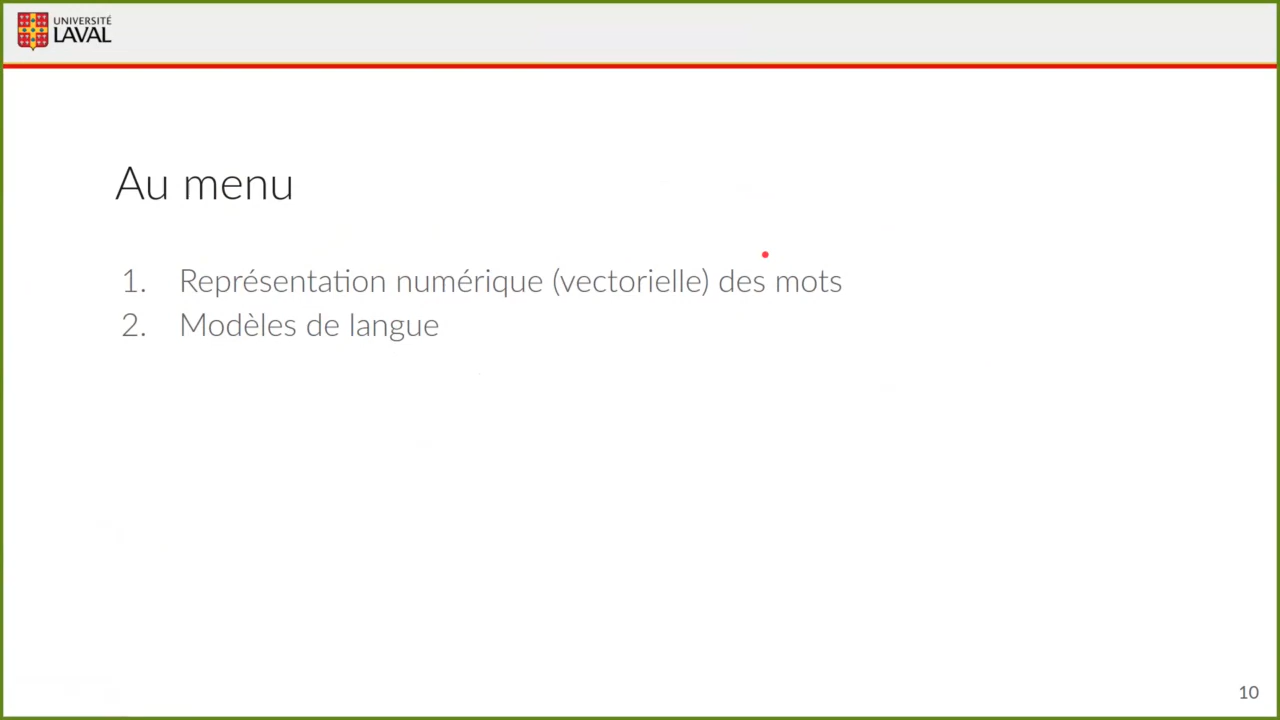 UNIVERSITÉ
LAVAL
Au menu
1. Représentation numérique (vectorielle) des mots
2. Modèles de langue
10